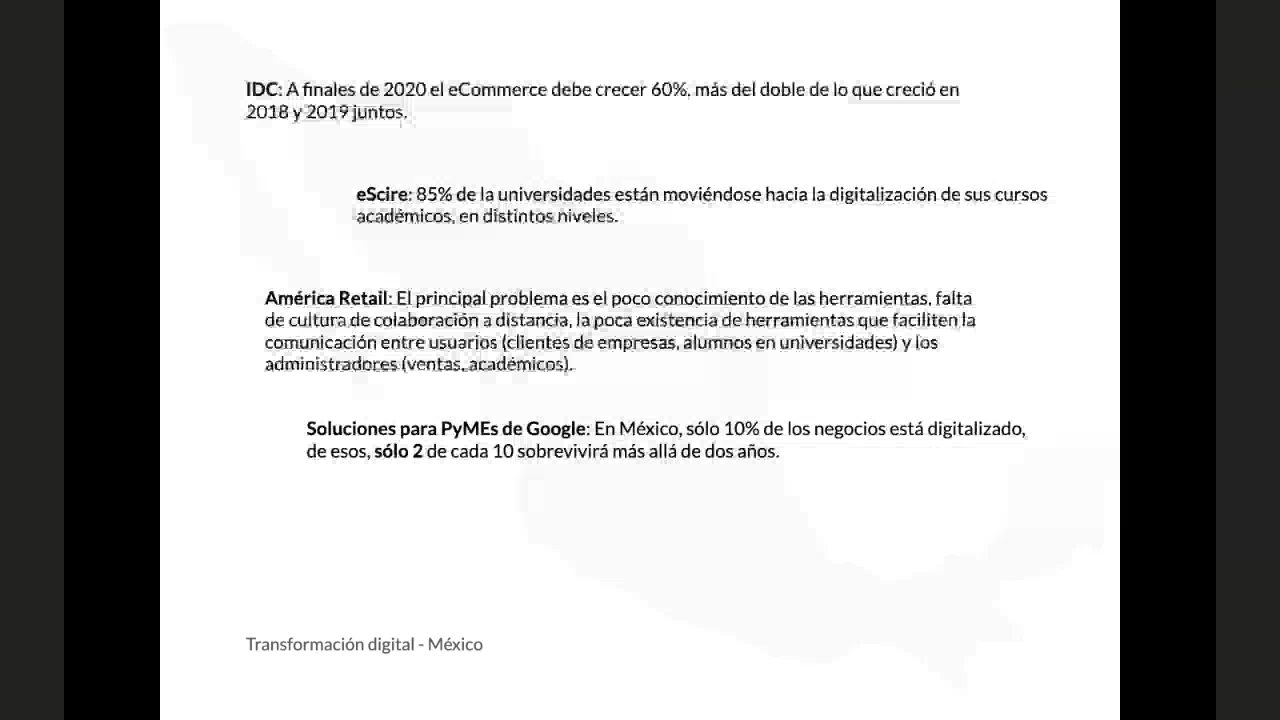 IDC: A finales de 2020 el eCommerce debe crecer 60%, más del doble de lo que creció en
2018 y 2019 juntos.
eScire: 85% de la universidades están moviéndose hacia la digitalización de sus cursos
académicos, en distintos niveles.
América Retail: El principal problema es el poco conocimiento de las herramientas, falta
de cultura de colaboración a distancia, la poca existencia de herramientas que faciliten la
comunicación entre usuarios (clientes de empresas, alumnos en universidades) y los
administradores (ventas, académicos).
Soluciones para PyMEs de Google: En México, sólo 10% de los negocios está digitalizado,
de esos, sólo 2 de cada 10 sobrevivirá más allá de dos años.
Transformación digital - México